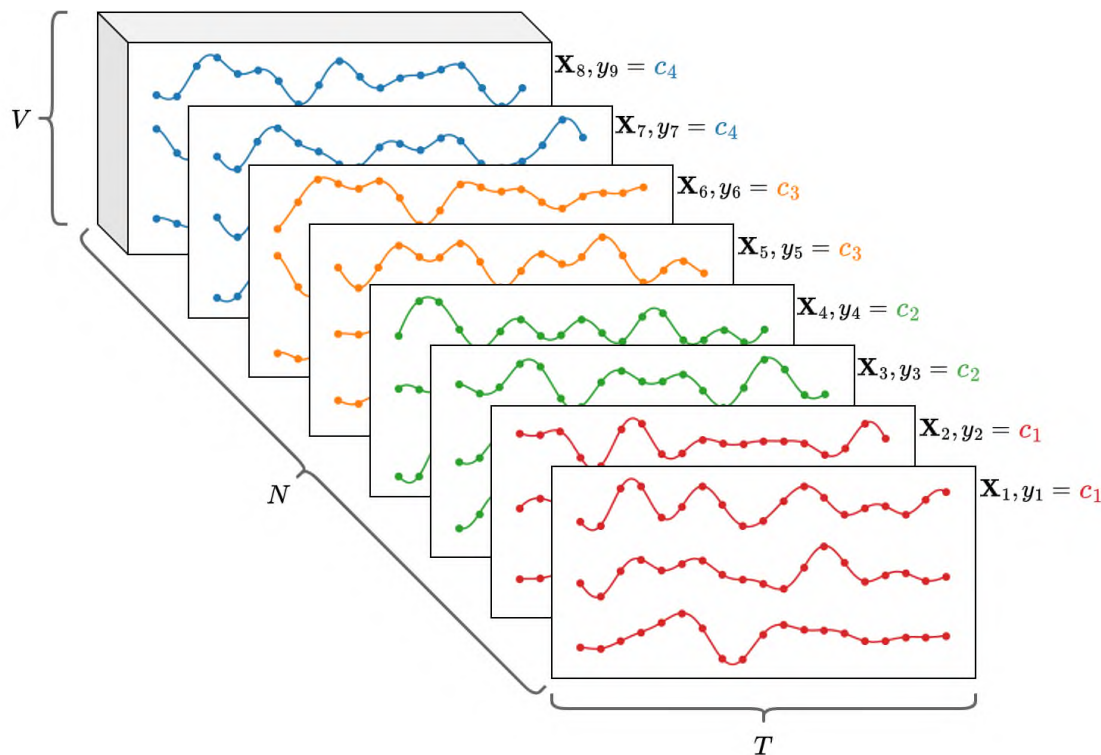 X₈, y₉ = c₄
V
X₇, y₇ = c₄
X₆, y₆ = c₃
X₅, y₅ = c₃
X₄, y₄ = c₂
X₃, y₃ = c₂
X₂, y₂ = c₁
X₁, y₁ = c₁
N
T